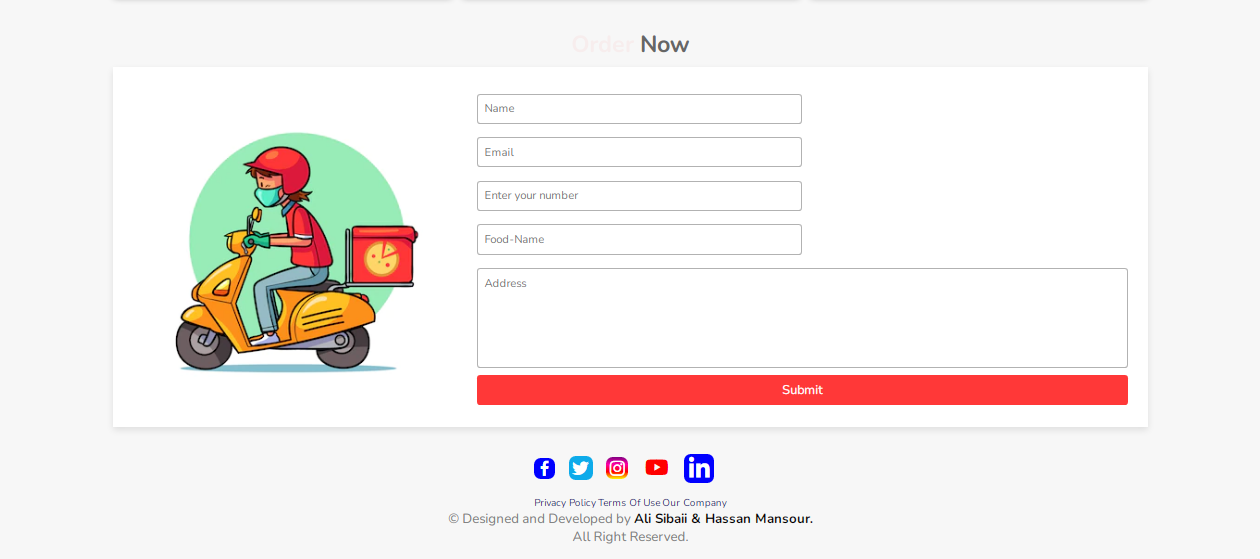 Order Now
Name
Email
Enter your number
Food-Name
Address
Submit
Privacy Policy Terms Of Use Our Company
© Designed and Developed by Ali Sibaii & Hassan Mansour.
All Right Reserved.